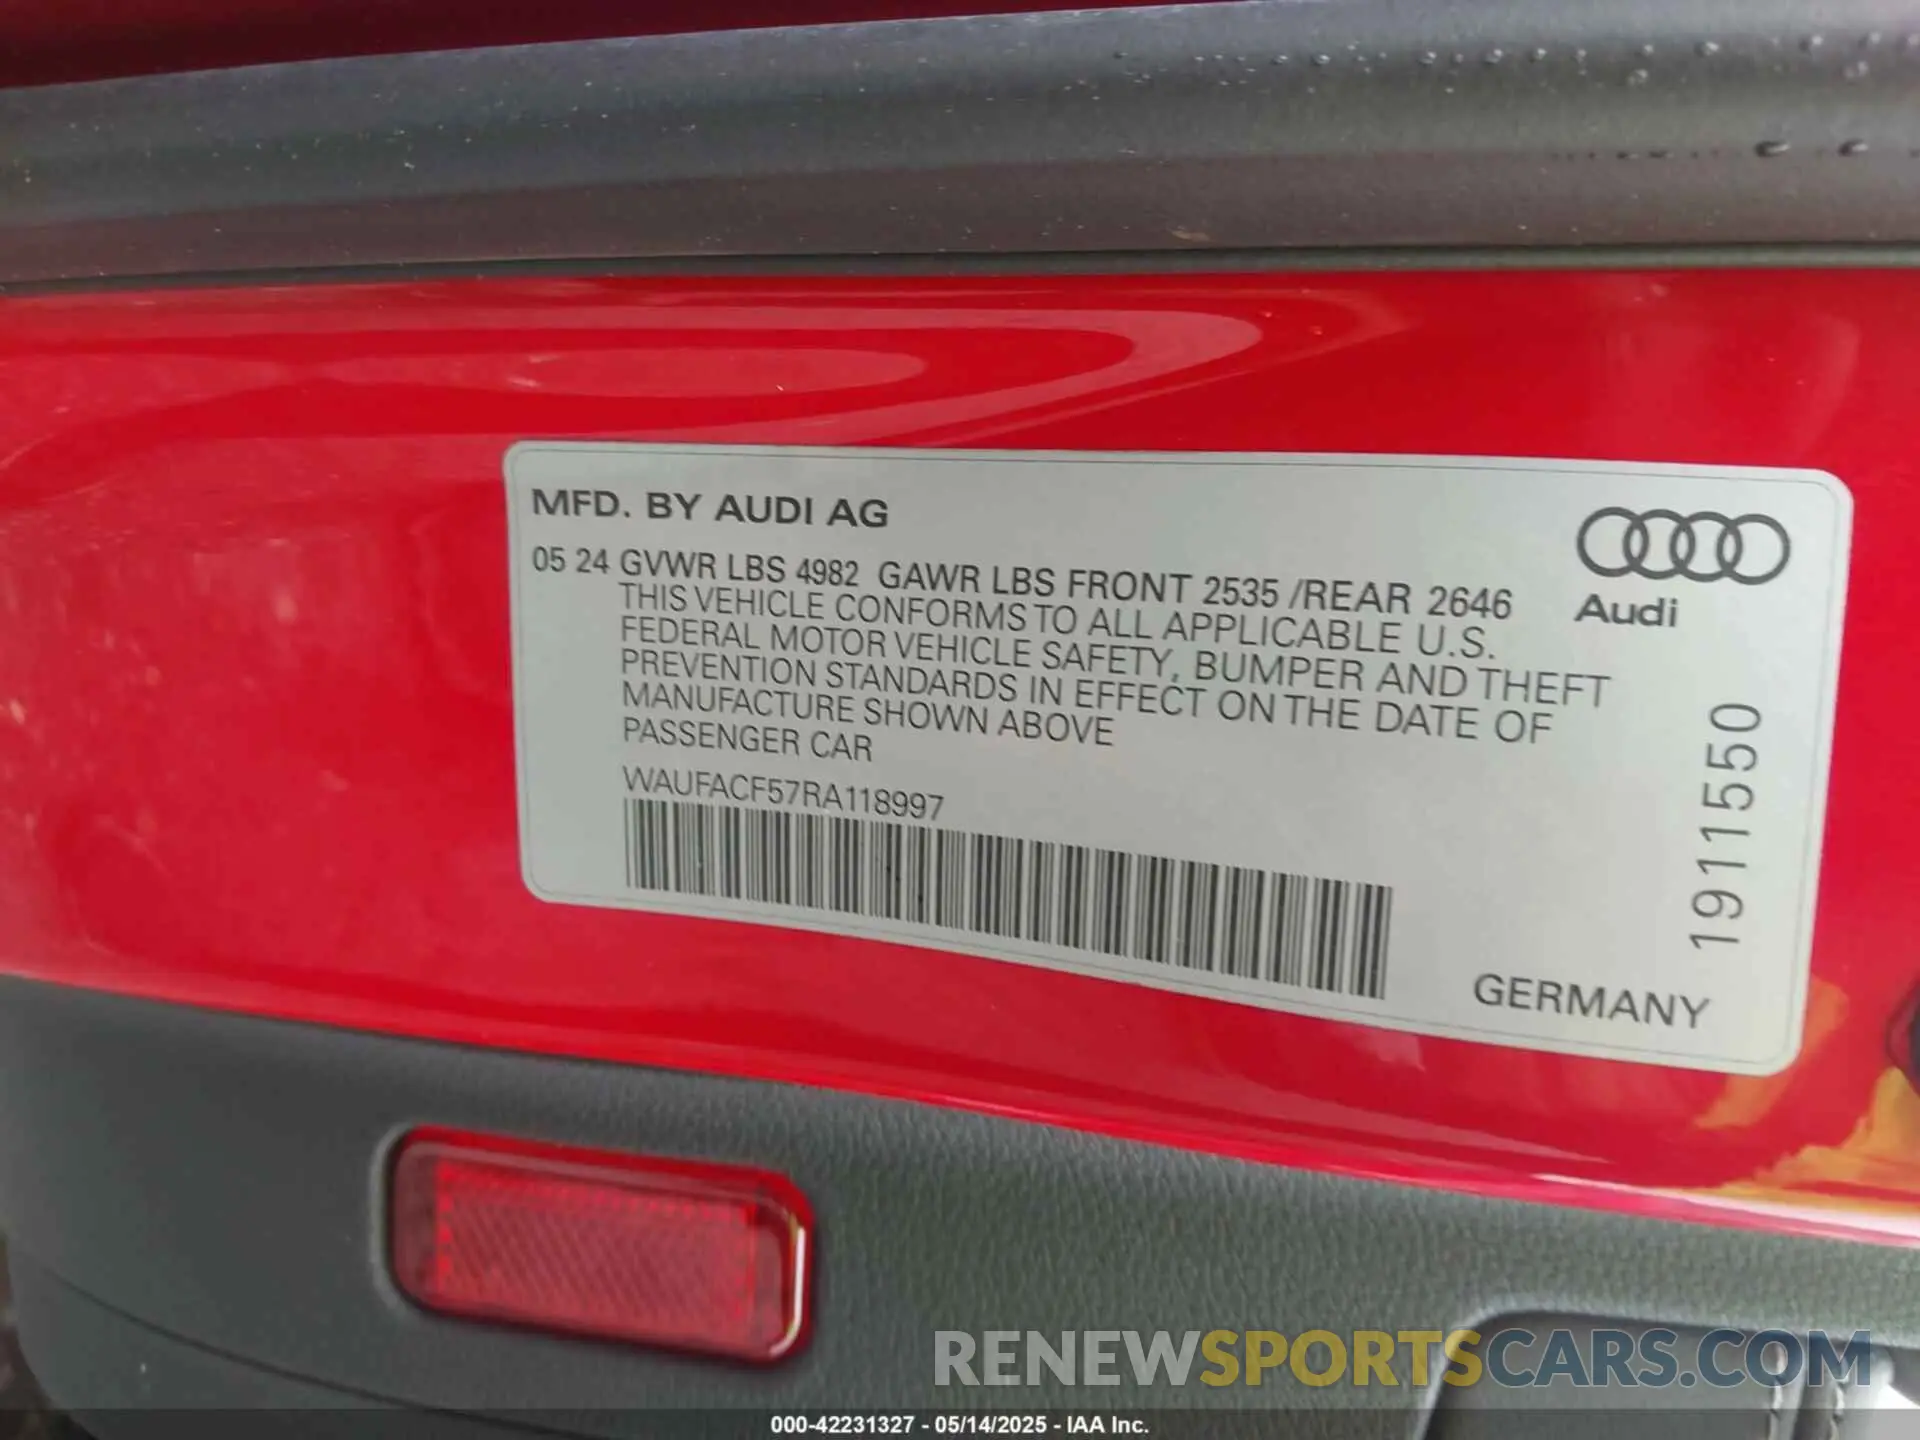 MFD. BY AUDI AG
05 24 GVWR LBS 4982 GAWR LBS FRONT 2535 /REAR 2646
THIS VEHICLE CONFORMS TO ALL APPLICABLE U.S.
FEDERAL MOTOR VEHICLE SAFETY, BUMPER AND THEFT
PREVENTION STANDARDS IN EFFECT ON THE DATE OF
MANUFACTURE SHOWN ABOVE
PASSENGER CAR
WAUFACF57RA118997
Audi
1911550
GERMANY
RENEWSPORTSCARS.COM
000-42231327 - 05/14/2025 - IAA Inc.